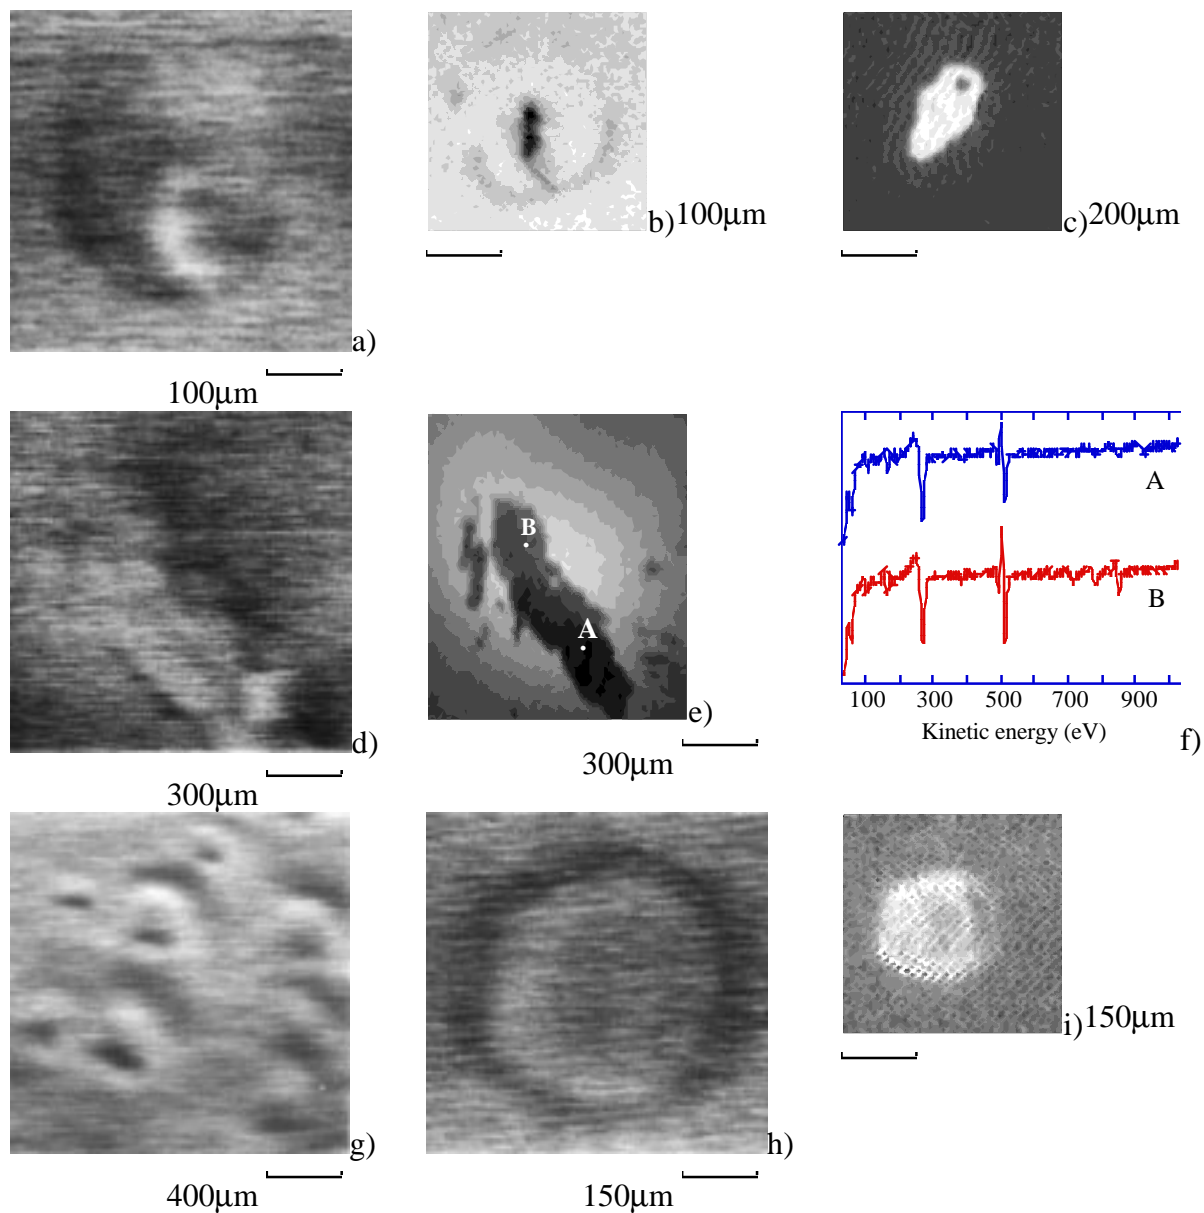 a)
100μm
b) 100μm
c) 200μm
d)
300μm
B
A
e)
300μm
A
B
100 300 500 700 900
Kinetic energy (eV)
f)
g)
400μm
h)
150μm
i) 150μm